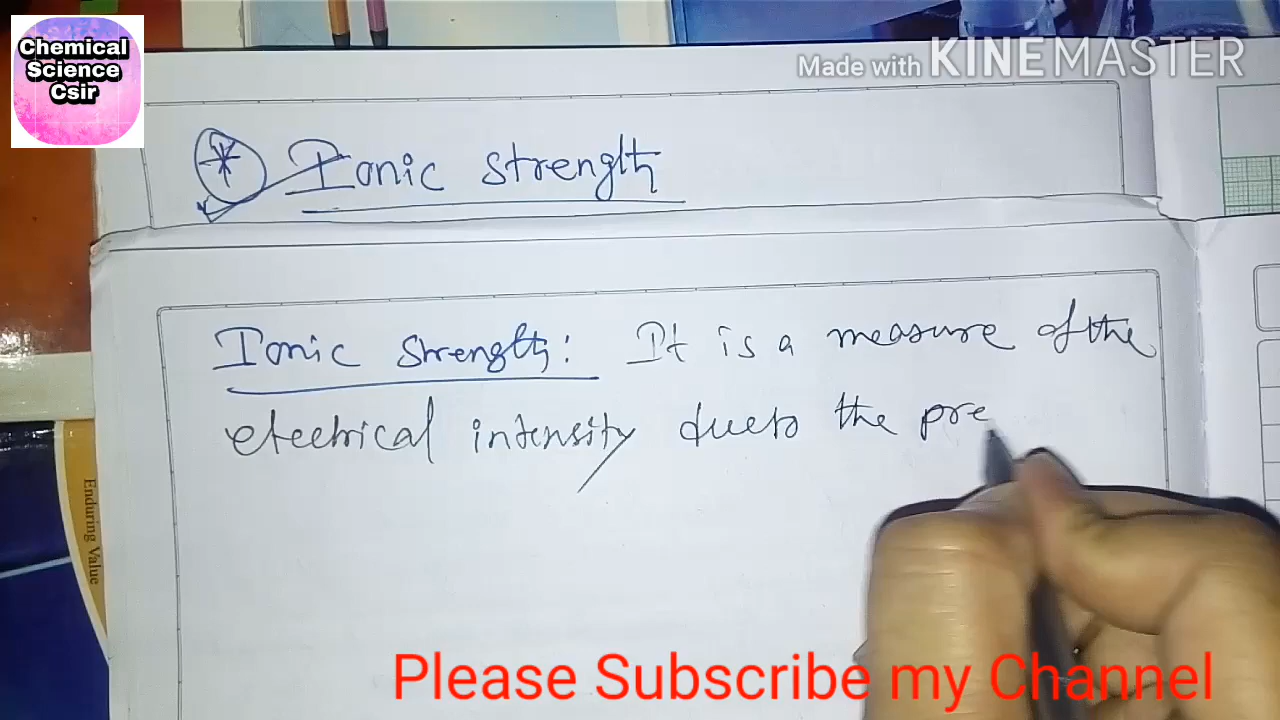 Chemical
Science
Csir
Made with KINEMASTER
Ionic strength
Ionic strength: It is a measure of the
electrical intensity due to the pre
Enduring Value
Please Subscribe my Channel